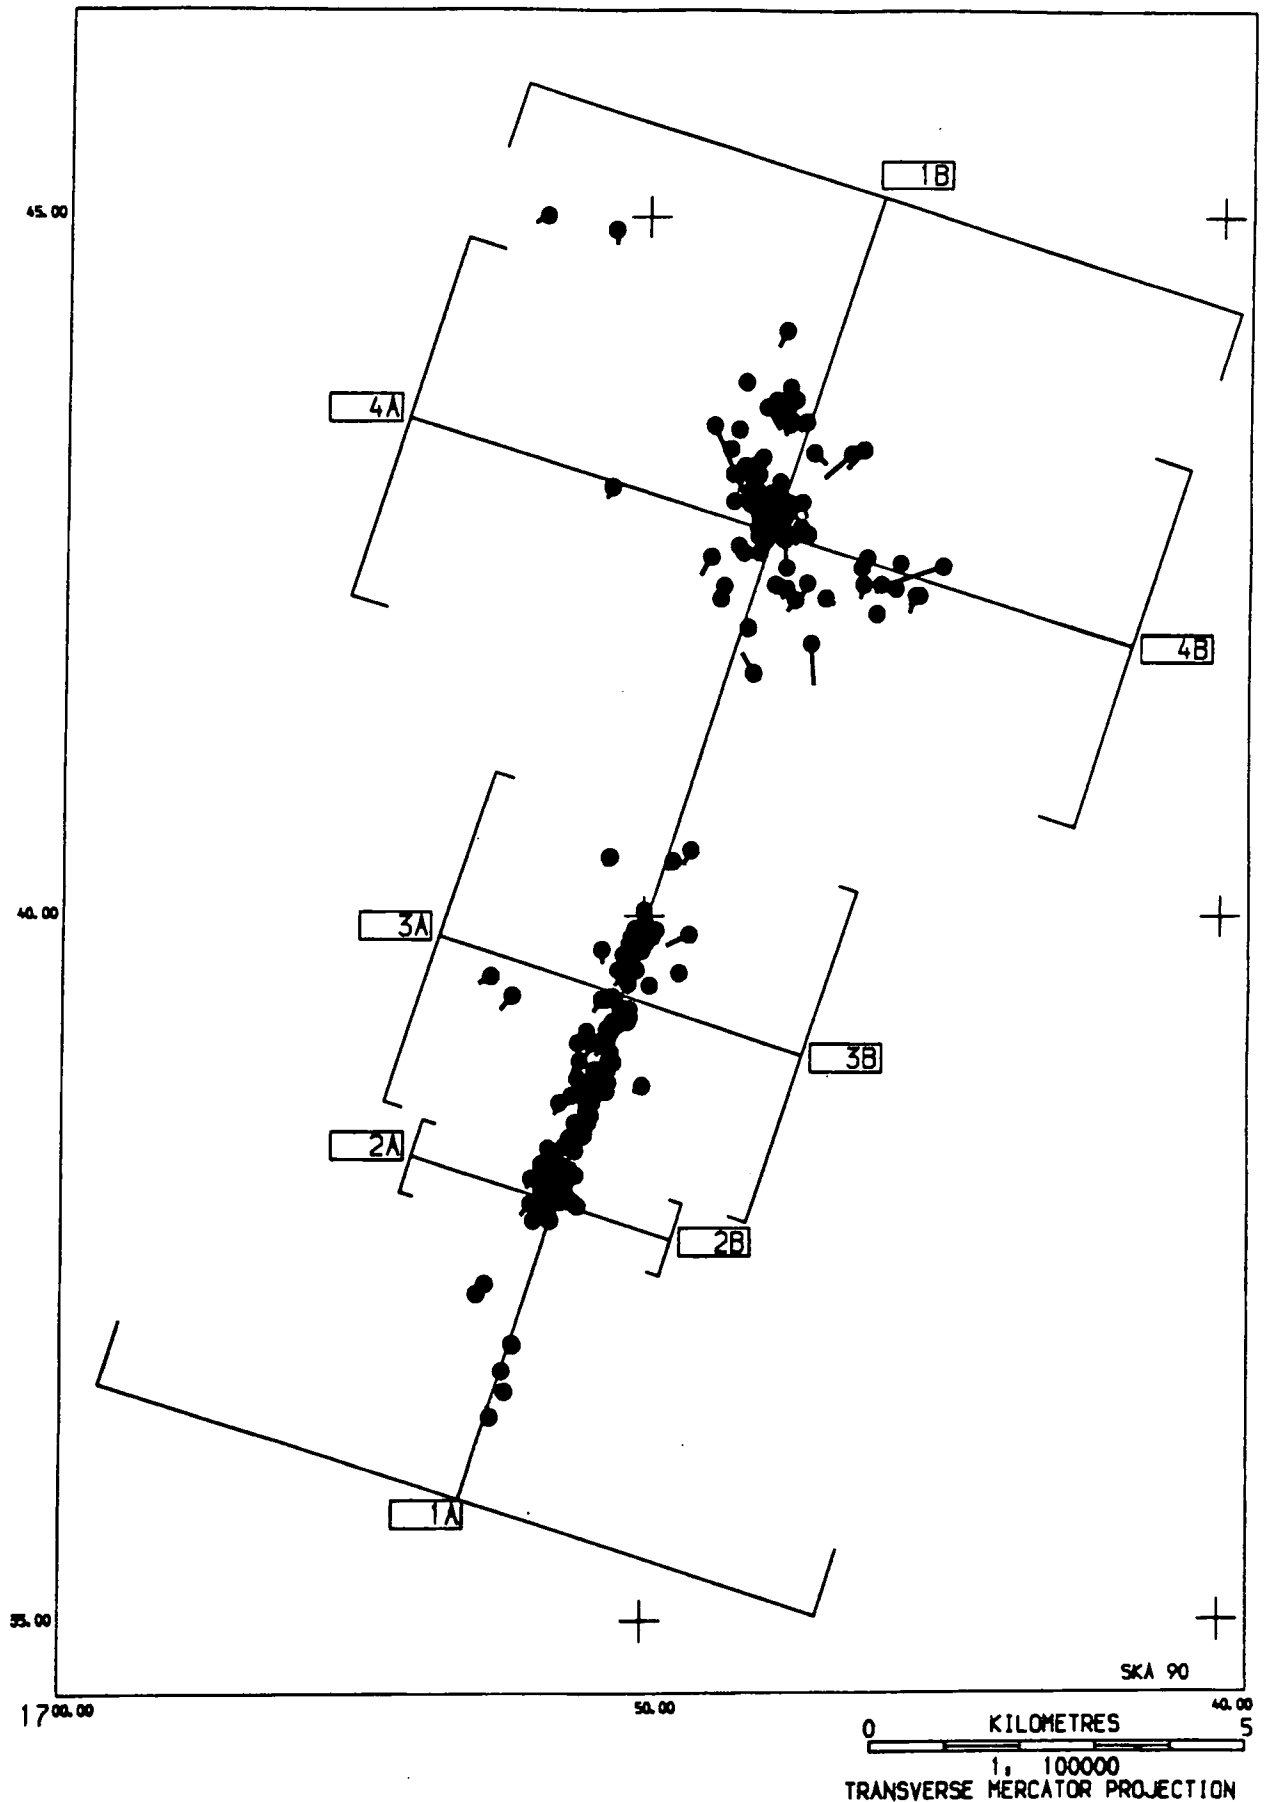 1B
45.00
4A
4B
40.00
3A
3B
2A
2B
1A
35.00
SKA 90
17 00.00
50.00
40.00
0 KILOMETRES 5
1, 100000
TRANSVERSE MERCATOR PROJECTION